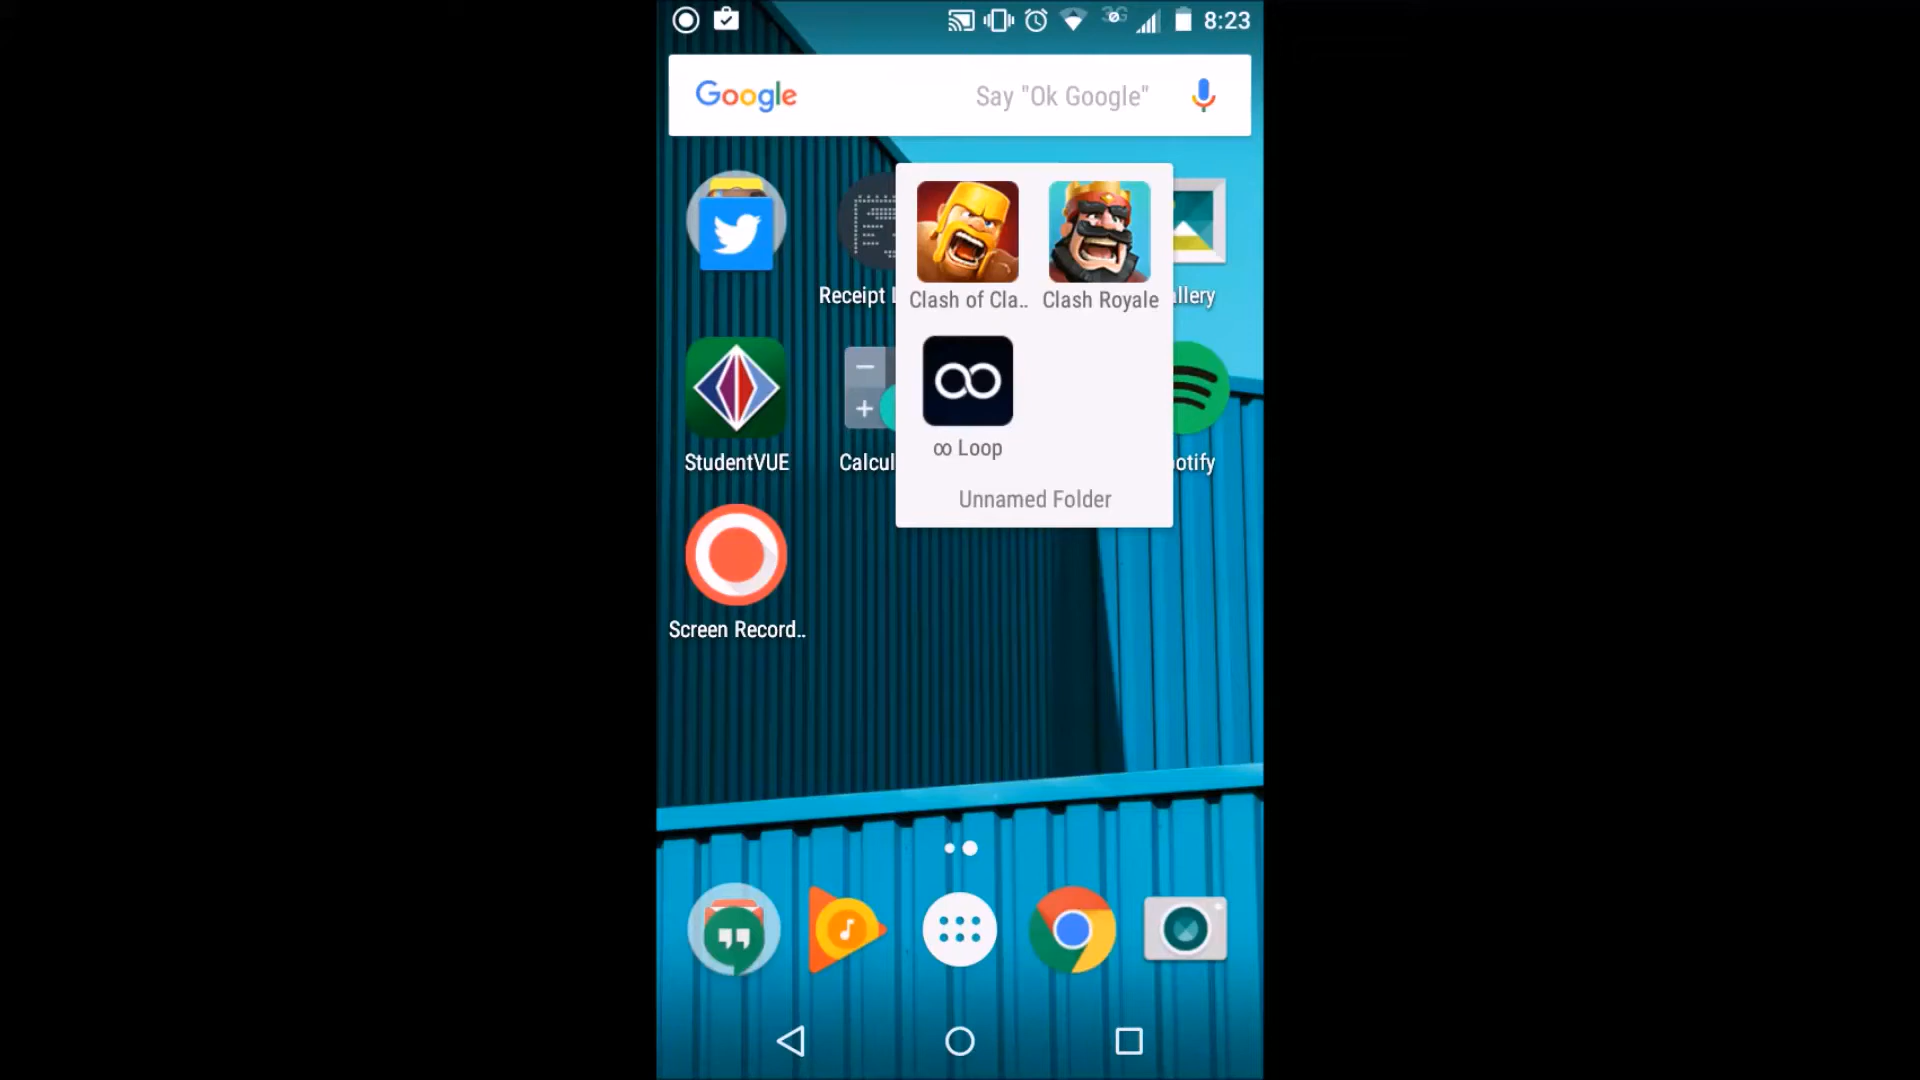 3G
8:23
Google
Say "Ok Google"
Receipt
Clash of Cla..
Clash Royale
llery
StudentVUE
Calcul
∞ Loop
otify
Unnamed Folder
Screen Record..